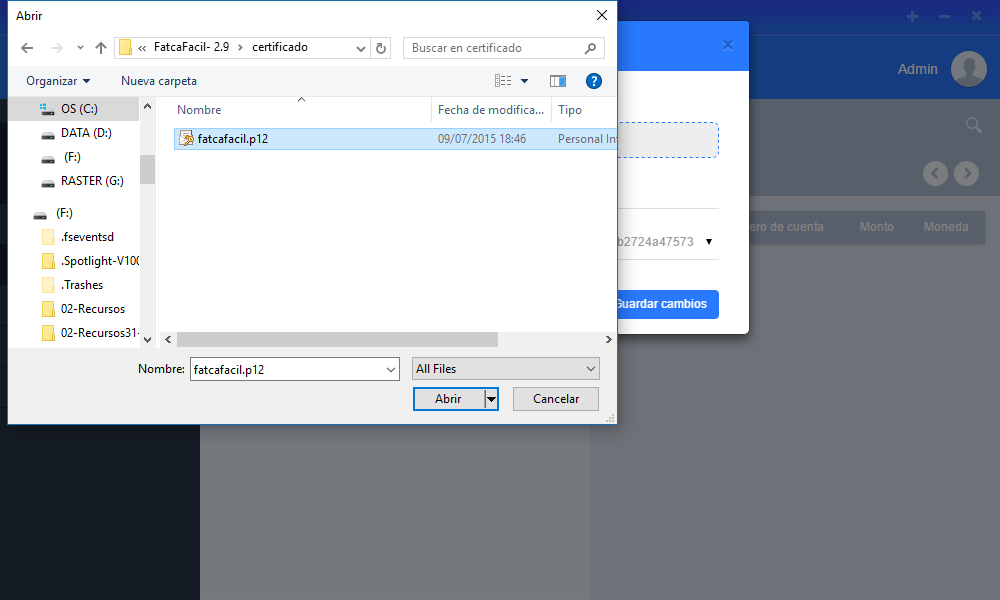 Abrir
« FatcaFacil- 2.9 › certificado
Buscar en certificado
Admin
Organizar
Nueva carpeta
OS (C:)
DATA (D:)
(F:)
RASTER (G:)
(F:)
.fseventsd
.Spotlight-V100
.Trashes
02-Recursos
02-Recursos31-
Nombre
Fecha de modifica...
Tipo
fatcafacil.p12
09/07/2015 18:46
Personal In
ero de cuenta
Monto
Moneda
b2724a47573
Guardar cambios
Nombre:
fatcafacil.p12
All Files
Abrir
Cancelar